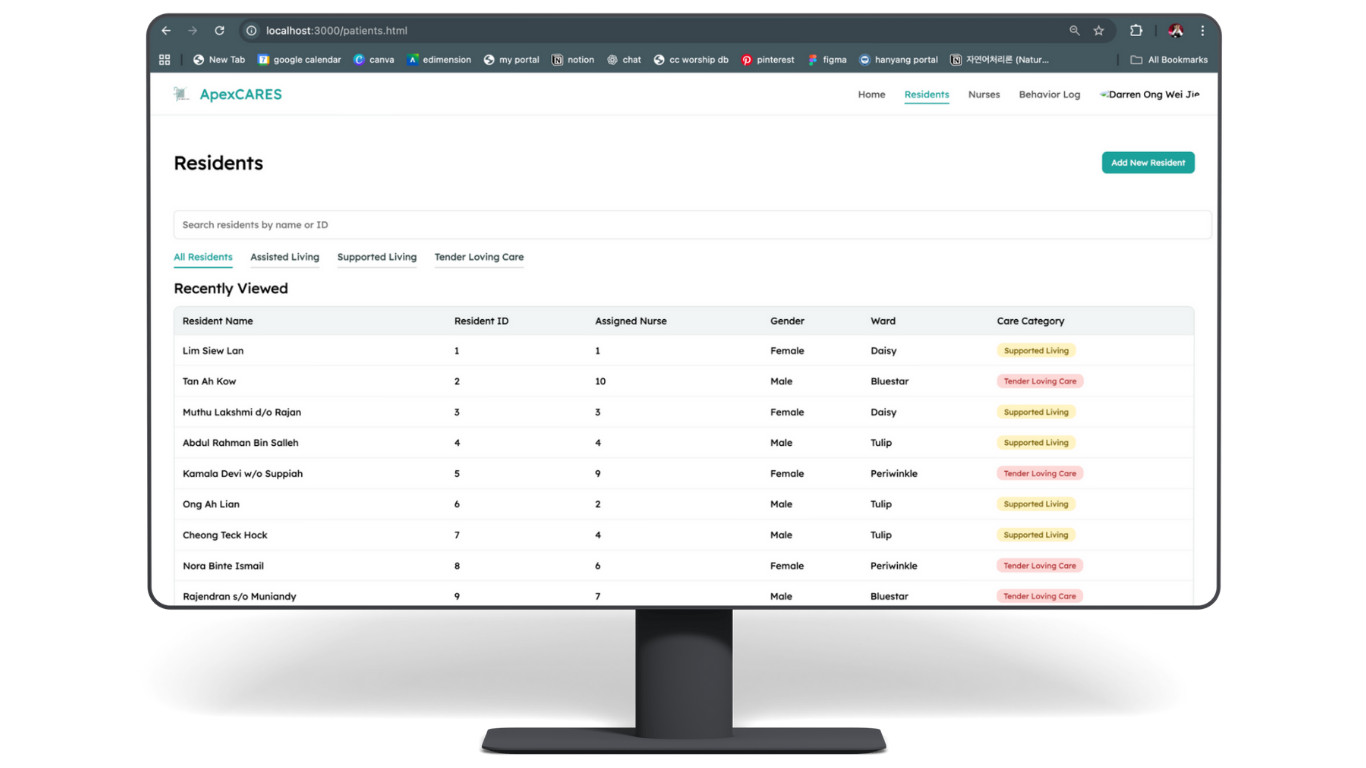 localhost:3000/patients.html
New Tab google calendar canva edimension my portal notion chat cc worship db pinterest figma hanyang portal 자연어처리론 (Natur... All Bookmarks
ApexCARES Home Residents Nurses Behavior Log Darren Ong Wei Jie
Residents Add New Resident
Search residents by name or ID
All Residents Assisted Living Supported Living Tender Loving Care
Recently Viewed
Resident Name Resident ID Assigned Nurse Gender Ward Care Category
Lim Siew Lan 1 1 Female Daisy Supported Living
Tan Ah Kow 2 10 Male Bluestar Tender Loving Care
Muthu Lakshmi d/o Rajan 3 3 Female Daisy Supported Living
Abdul Rahman Bin Salleh 4 4 Male Tulip Supported Living
Kamala Devi w/o Suppiah 5 9 Female Periwinkle Tender Loving Care
Ong Ah Lian 6 2 Male Tulip Supported Living
Cheong Teck Hock 7 4 Male Tulip Supported Living
Nora Binte Ismail 8 6 Female Periwinkle Tender Loving Care
Rajendran s/o Muniandy 9 7 Male Bluestar Tender Loving Care